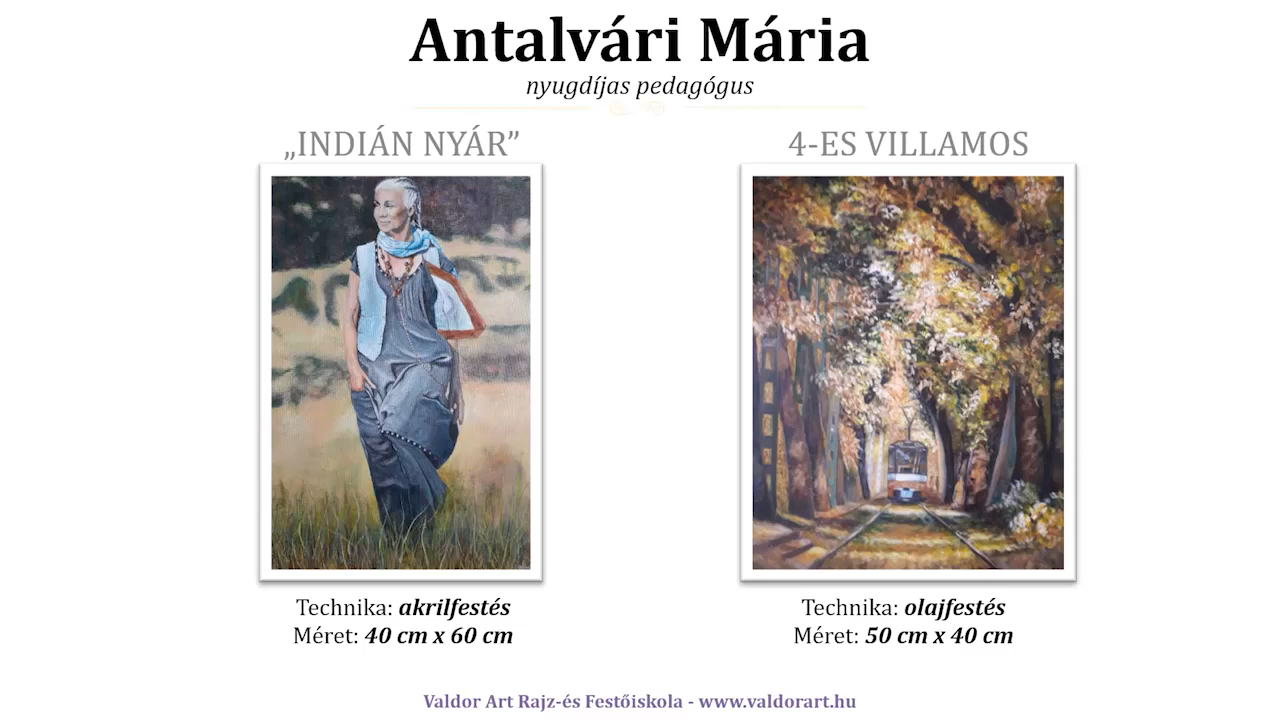 Antalvári Mária
nyugdíjas pedagógus
„INDIÁN NYÁR”
4-ES VILLAMOS
Technika: akrilfestés
Méret: 40 cm x 60 cm
Technika: olajfestés
Méret: 50 cm x 40 cm
Valdor Art Rajz-és Festőiskola - www.valdorart.hu